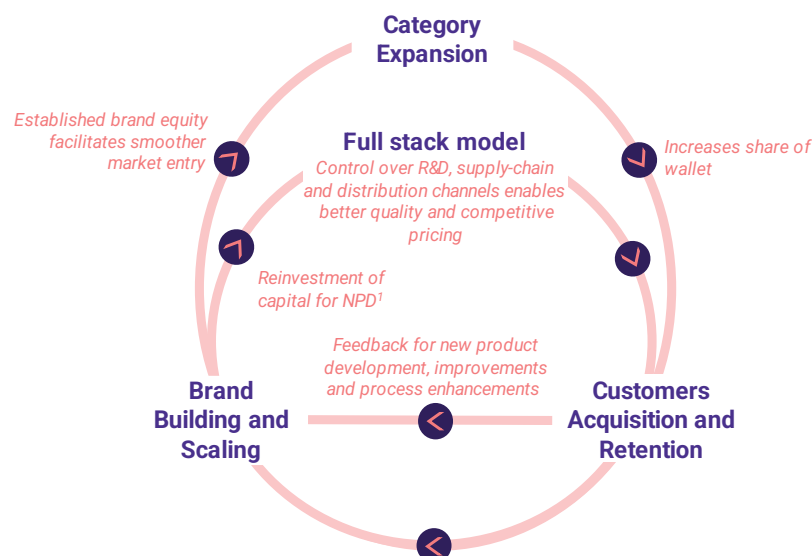 Category
Expansion
Established brand equity
facilitates smoother
market entry
Full stack model
Control over R&D, supply-chain
and distribution channels enables
better quality and competitive
pricing
Increases share of
wallet
Reinvestment of
capital for NPD¹
Feedback for new product
development, improvements
and process enhancements
Brand
Building and
Scaling
Customers
Acquisition and
Retention